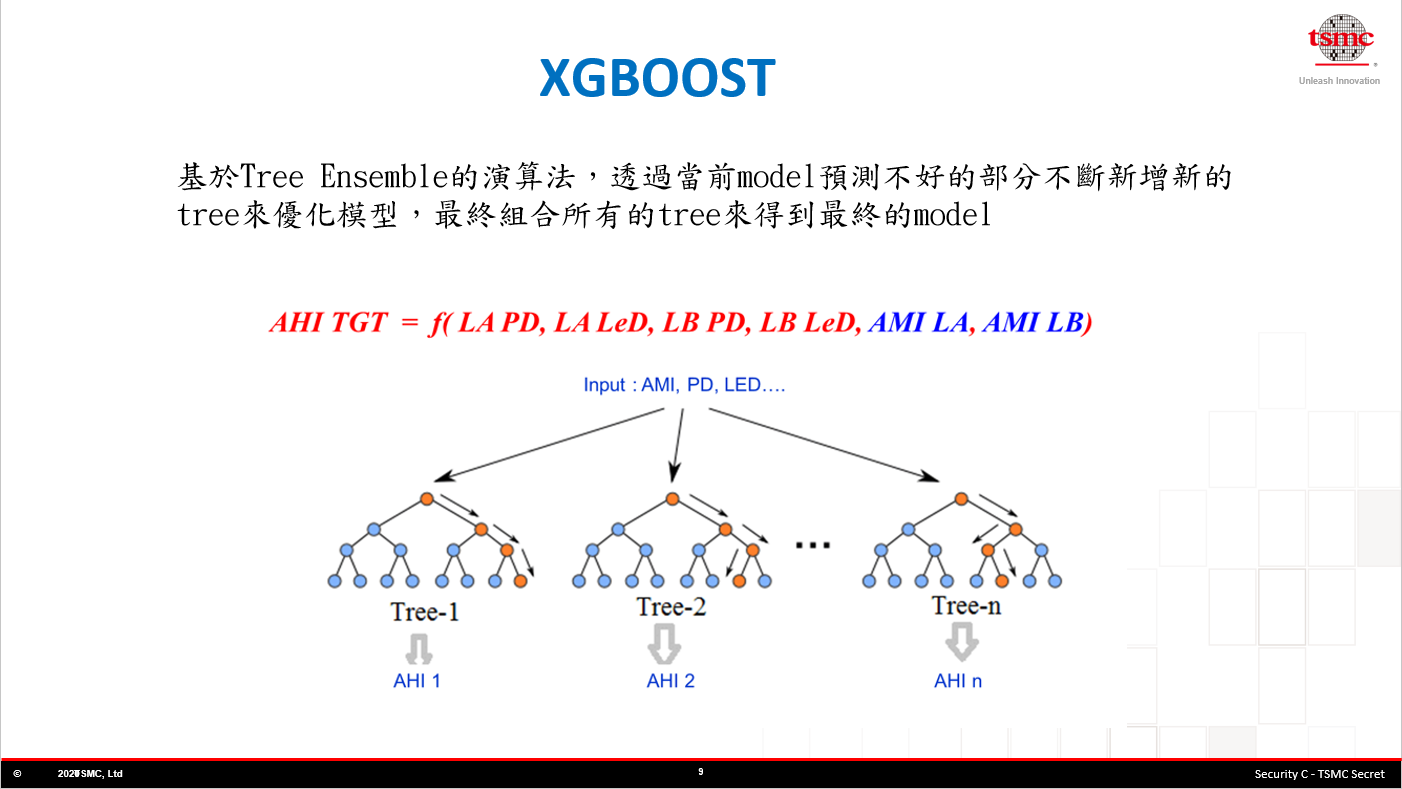 tsmc
Unleash Innovation
XGBOOST
基於Tree Ensemble的演算法，透過當前model預測不好的部分不斷新增新的
tree來優化模型，最終組合所有的tree來得到最終的model
AHI TGT = f( LA PD, LA LeD, LB PD, LB LeD, AMI LA, AMI LB)
Input : AMI, PD, LED….
...
Tree-1 Tree-2 Tree-n
AHI 1 AHI 2 AHI n
© TSMC, Ltd 9 Security C - TSMC Secret